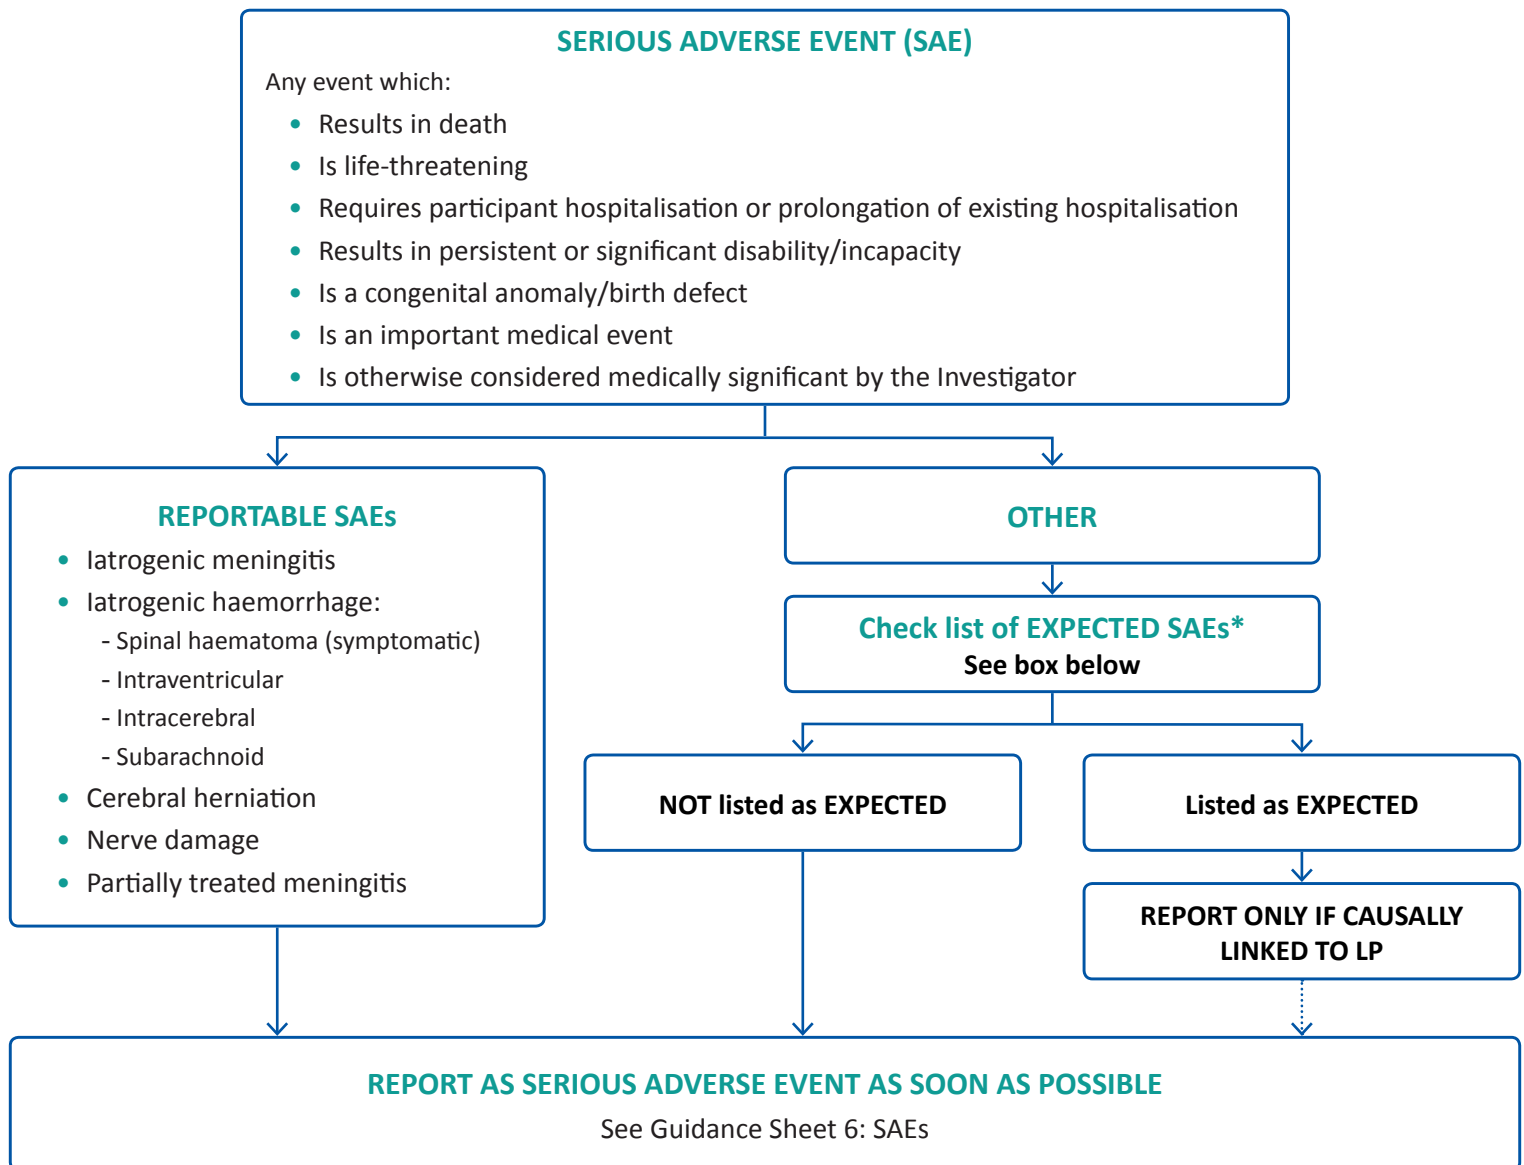 SERIOUS ADVERSE EVENT (SAE)
Any event which:
• Results in death
• Is life-threatening
• Requires participant hospitalisation or prolongation of existing hospitalisation
• Results in persistent or significant disability/incapacity
• Is a congenital anomaly/birth defect
• Is an important medical event
• Is otherwise considered medically significant by the Investigator
REPORTABLE SAEs
• Iatrogenic meningitis
• Iatrogenic haemorrhage:
- Spinal haematoma (symptomatic)
- Intraventricular
- Intracerebral
- Subarachnoid
• Cerebral herniation
• Nerve damage
• Partially treated meningitis
OTHER
Check list of EXPECTED SAEs*
See box below
NOT listed as EXPECTED
Listed as EXPECTED
REPORT ONLY IF CAUSALLY
LINKED TO LP
REPORT AS SERIOUS ADVERSE EVENT AS SOON AS POSSIBLE
See Guidance Sheet 6: SAEs